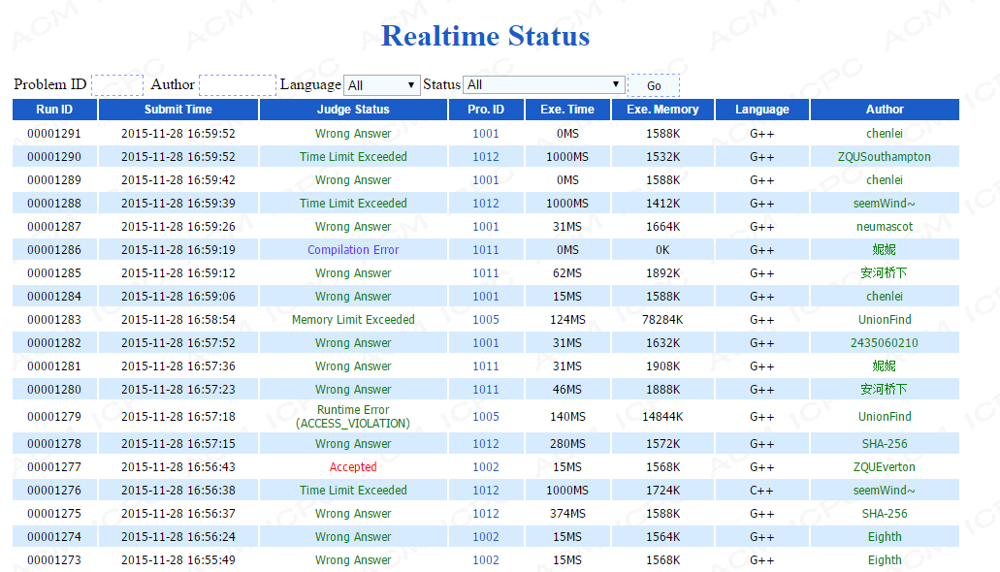 Realtime Status
Problem ID Author Language All Status All Go
Run ID Submit Time Judge Status Pro. ID Exe. Time Exe. Memory Language Author
00001291 2015-11-28 16:59:52 Wrong Answer 1001 0MS 1588K G++ chenlei
00001290 2015-11-28 16:59:52 Time Limit Exceeded 1012 1000MS 1532K G++ ZQUSouthampton
00001289 2015-11-28 16:59:42 Wrong Answer 1001 0MS 1588K G++ chenlei
00001288 2015-11-28 16:59:39 Time Limit Exceeded 1012 1000MS 1412K G++ seemWind~
00001287 2015-11-28 16:59:26 Wrong Answer 1001 31MS 1664K G++ neumascot
00001286 2015-11-28 16:59:19 Compilation Error 1011 0MS 0K G++ 妮妮
00001285 2015-11-28 16:59:12 Wrong Answer 1011 62MS 1892K G++ 安河桥下
00001284 2015-11-28 16:59:06 Wrong Answer 1001 15MS 1588K G++ chenlei
00001283 2015-11-28 16:58:54 Memory Limit Exceeded 1005 124MS 78284K G++ UnionFind
00001282 2015-11-28 16:57:52 Wrong Answer 1001 31MS 1632K G++ 2435060210
00001281 2015-11-28 16:57:36 Wrong Answer 1011 31MS 1908K G++ 妮妮
00001280 2015-11-28 16:57:23 Wrong Answer 1011 46MS 1888K G++ 安河桥下
00001279 2015-11-28 16:57:18 Runtime Error (ACCESS_VIOLATION) 1005 140MS 14844K G++ UnionFind
00001278 2015-11-28 16:57:15 Wrong Answer 1012 280MS 1572K G++ SHA-256
00001277 2015-11-28 16:56:43 Accepted 1002 15MS 1568K G++ ZQUEverton
00001276 2015-11-28 16:56:38 Time Limit Exceeded 1012 1000MS 1724K C++ seemWind~
00001275 2015-11-28 16:56:37 Wrong Answer 1012 374MS 1588K G++ SHA-256
00001274 2015-11-28 16:56:24 Wrong Answer 1002 15MS 1564K G++ Eighth
00001273 2015-11-28 16:55:49 Wrong Answer 1002 15MS 1568K G++ Eighth